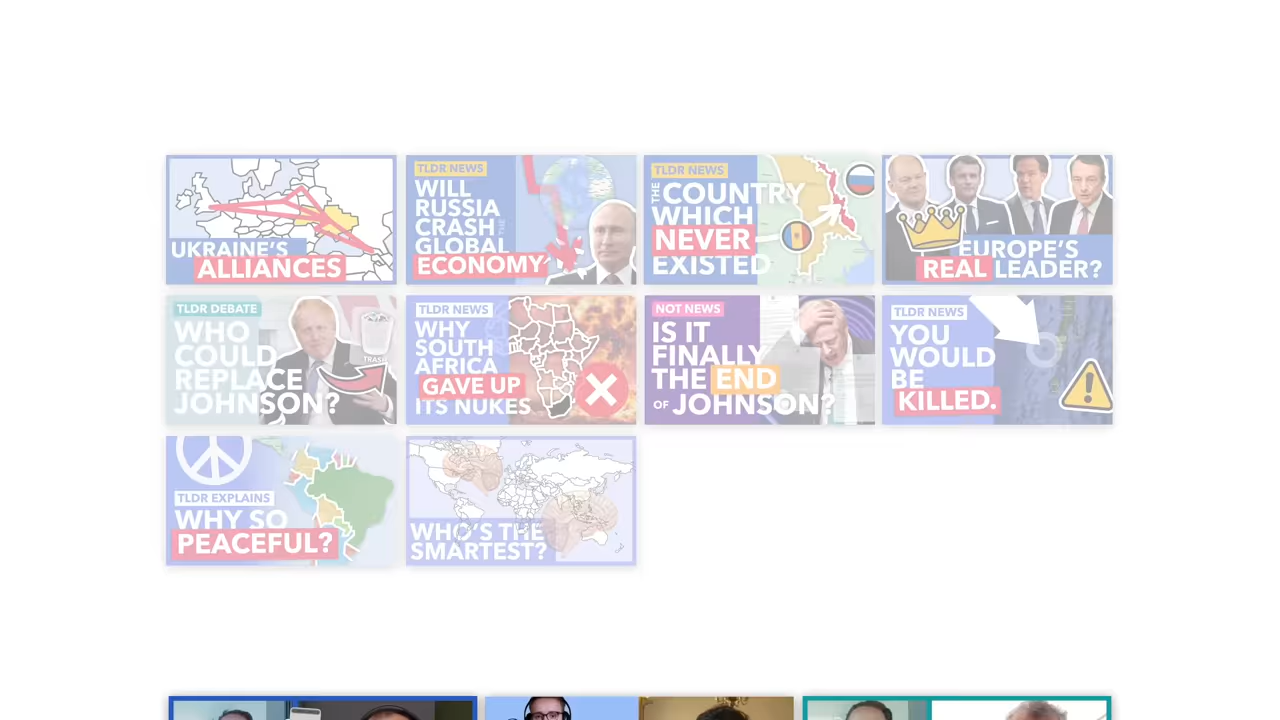 UKRAINE'S
ALLIANCES
TLDR NEWS
WILL
RUSSIA
CRASH THE
GLOBAL
ECONOMY
TLDR NEWS
THE COUNTRY
WHICH
NEVER
EXISTED
EUROPE'S
REAL LEADER?
TLDR DEBATE
WHO
COULD
REPLACE
JOHNSON?
TRASH
TLDR NEWS
WHY
SOUTH
AFRICA
GAVE UP
ITS NUKES
NOT NEWS
IS IT
FINALLY
THE END
OF JOHNSON?
TLDR NEWS
YOU
WOULD
BE
KILLED.
TLDR EXPLAINS
WHY SO
PEACEFUL?
WHO'S THE
SMARTEST?